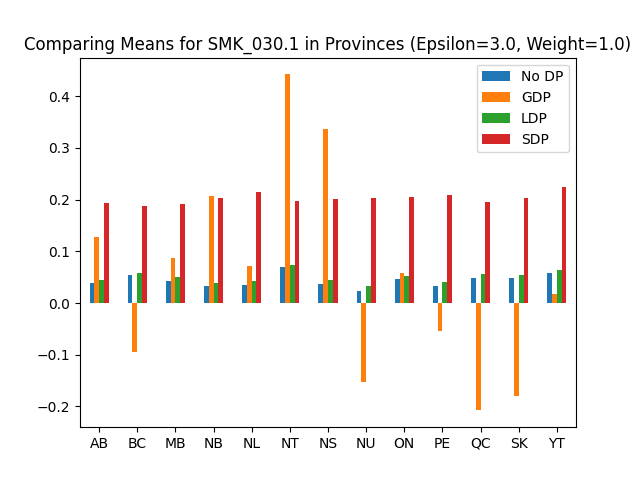 Comparing Means for SMK_030.1 in Provinces (Epsilon=3.0, Weight=1.0)
No DP
GDP
LDP
SDP
0.4
0.3
0.2
0.1
0.0
−0.1
−0.2
AB BC MB NB NL NT NS NU ON PE QC SK YT